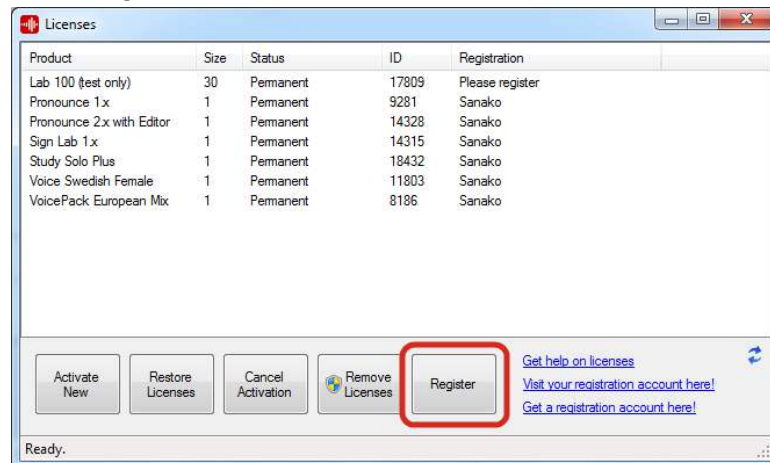 Licenses
Product Size Status ID Registration
Lab 100 (test only) 30 Permanent 17809 Please register
Pronounce 1.x 1 Permanent 9281 Sanako
Pronounce 2.x with Editor 1 Permanent 14328 Sanako
Sign Lab 1.x 1 Permanent 14315 Sanako
Study Solo Plus 1 Permanent 18432 Sanako
Voice Swedish Female 1 Permanent 11803 Sanako
VoicePack European Mix 1 Permanent 8186 Sanako
Activate New
Restore Licenses
Cancel Activation
Remove Licenses
Register
Get help on licenses
Visit your registration account here!
Get a registration account here!
Ready.